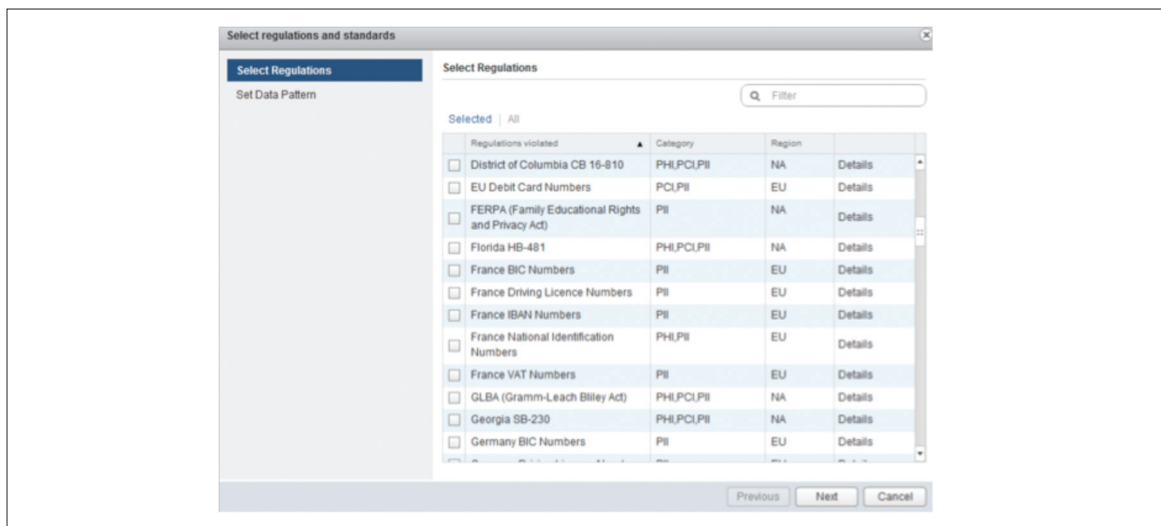 Select regulations and standards
Select Regulations
Set Data Pattern
Select Regulations
Filter
Selected | All
Regulations violated Category Region
District of Columbia CB 16-810 PHI,PCI,PII NA Details
EU Debit Card Numbers PCI,PII EU Details
FERPA (Family Educational Rights and Privacy Act) PII NA Details
Florida HB-481 PHI,PCI,PII NA Details
France BIC Numbers PII EU Details
France Driving Licence Numbers PII EU Details
France IBAN Numbers PII EU Details
France National Identification Numbers PHI,PII EU Details
France VAT Numbers PII EU Details
GLBA (Gramm-Leach Bliley Act) PHI,PCI,PII NA Details
Georgia SB-230 PHI,PCI,PII NA Details
Germany BIC Numbers PII EU Details
Previous Next Cancel